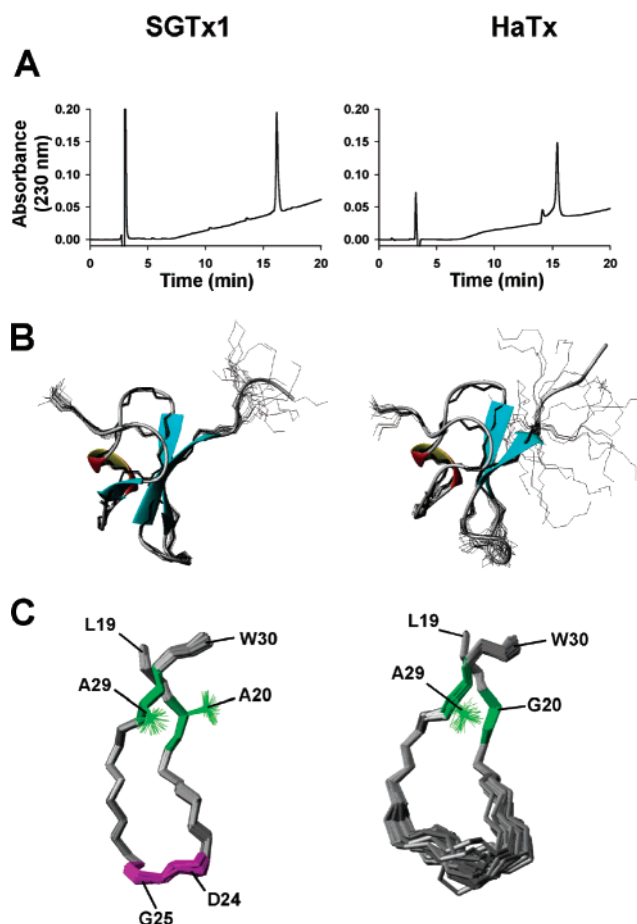 SGTx1 HaTx
A
Absorbance
(230 nm)
0.20 0.20
0.15 0.15
0.10 0.10
0.05 0.05
0.00 0.00
0 5 10 15 20 0 5 10 15 20
Time (min) Time (min)
B
C
L19 L19
W30 W30
A29 A29
A20 G20
D24
G25